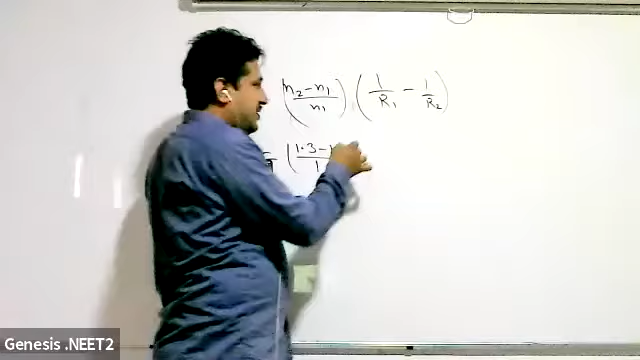 (n₂-n₁/n₁).(1/R₁ - 1/R₂)
(1.3-1
Genesis .NEET2